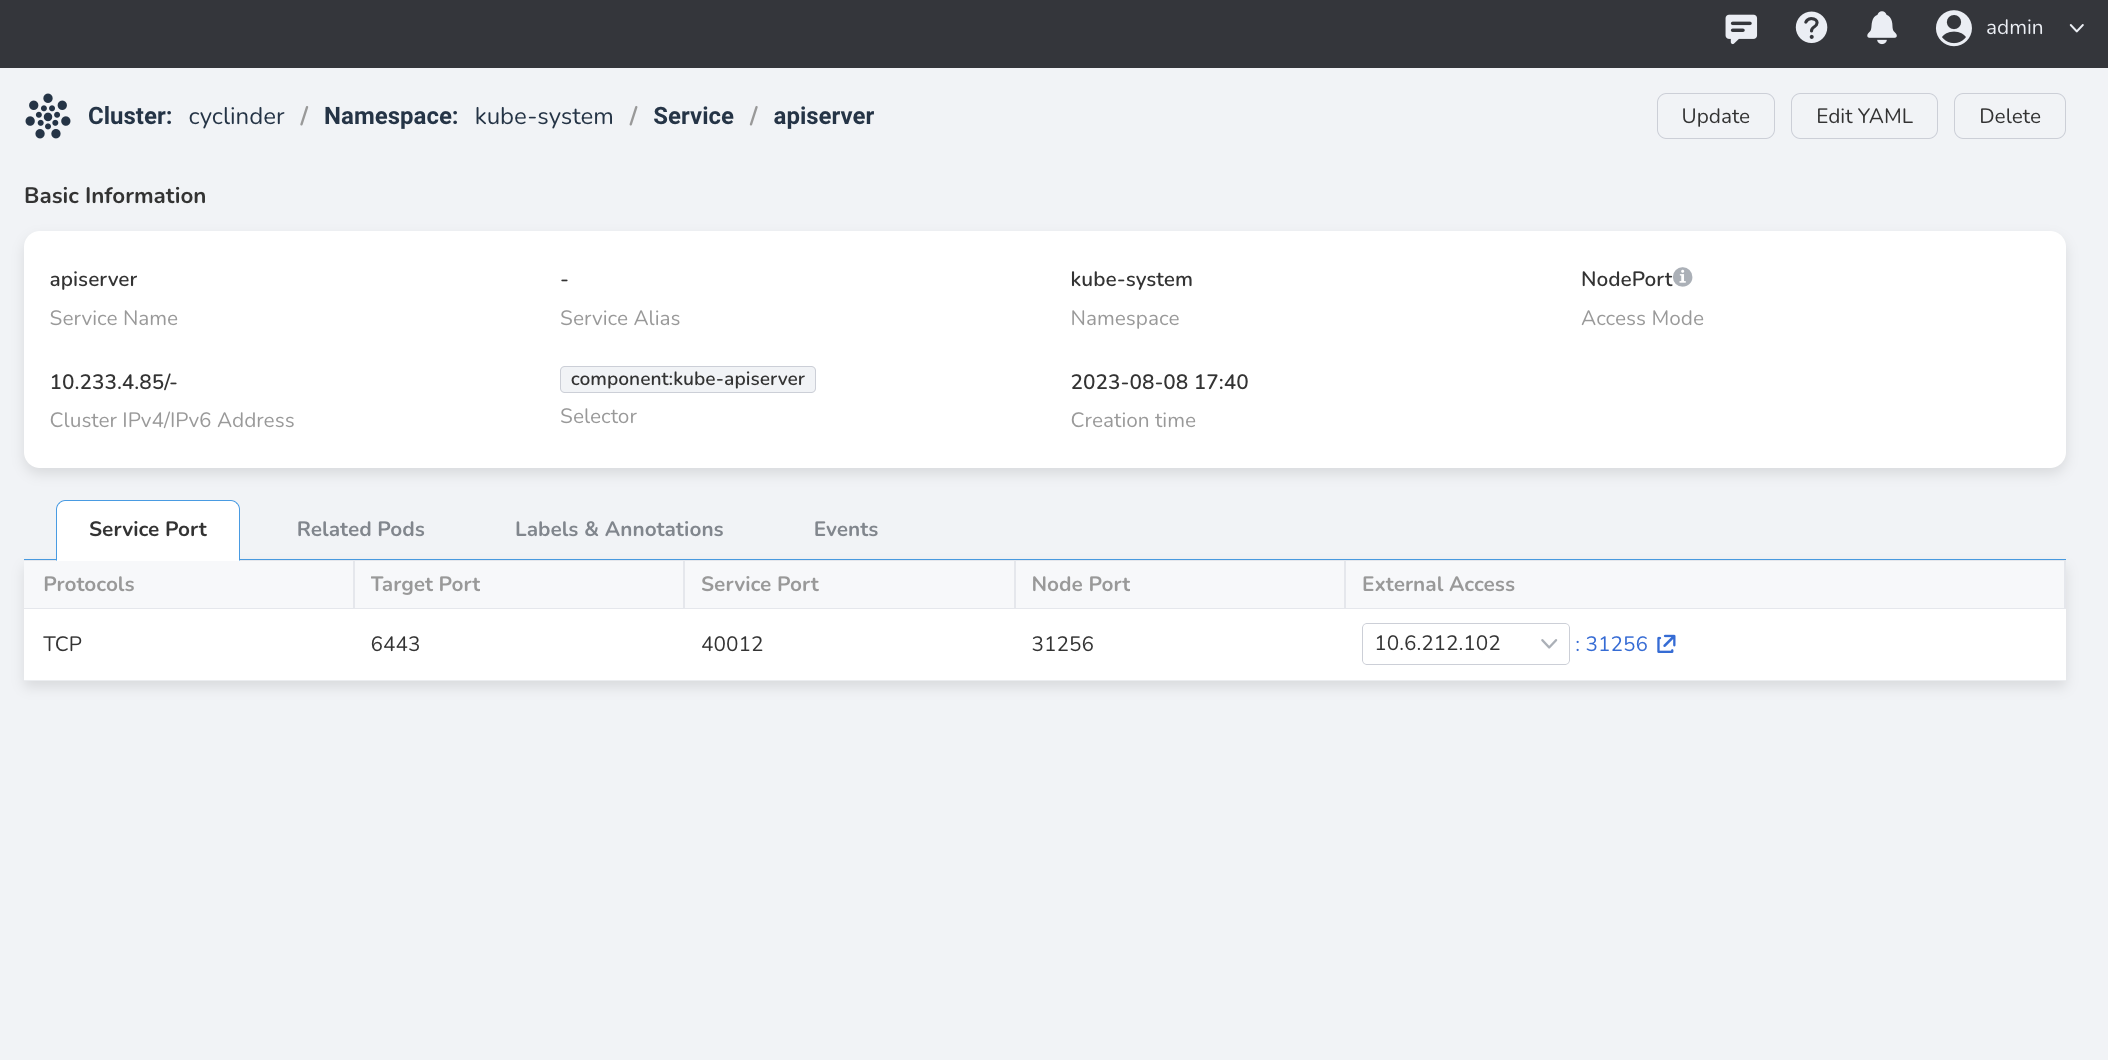 admin
Cluster: cyclinder / Namespace: kube-system / Service / apiserver
Update
Edit YAML
Delete
Basic Information
apiserver
Service Name
-
Service Alias
kube-system
Namespace
NodePort
Access Mode
10.233.4.85/-
Cluster IPv4/IPv6 Address
component:kube-apiserver
Selector
2023-08-08 17:40
Creation time
Service Port
Related Pods
Labels & Annotations
Events
Protocols Target Port Service Port Node Port External Access
TCP 6443 40012 31256 10.6.212.102 : 31256